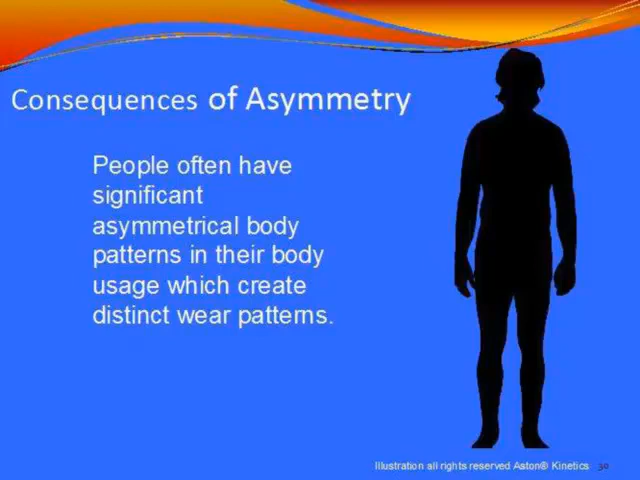 Consequences of Asymmetry
People often have
significant
asymmetrical body
patterns in their body
usage which create
distinct wear patterns.
Illustration all rights reserved Aston® Kinetics 30